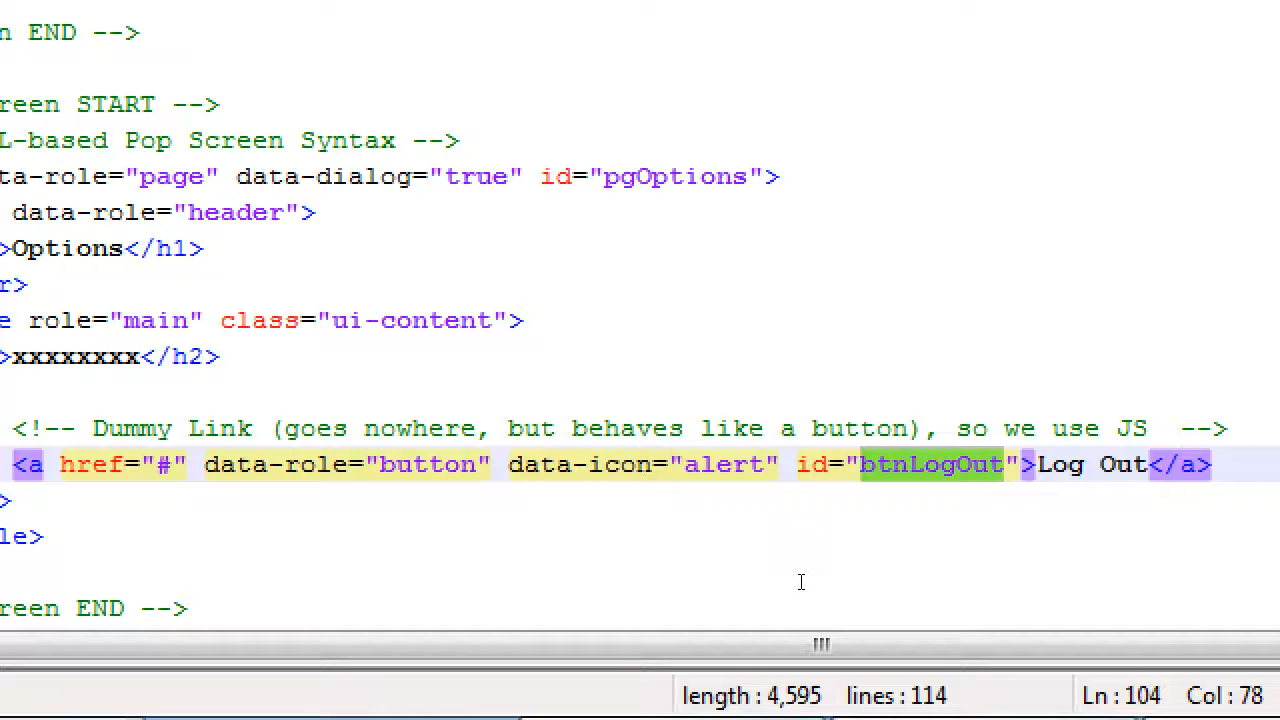 n END -->
reen START -->
L-based Pop Screen Syntax -->
ta-role="page" data-dialog="true" id="pgOptions">
data-role="header">
>Options</h1>
r>
e role="main" class="ui-content">
>xxxxxxxx</h2>
<!-- Dummy Link (goes nowhere, but behaves like a button), so we use JS  -->
<a href="#" data-role="button" data-icon="alert" id="btnLogOut">Log Out</a>
>
le>
reen END -->
length : 4,595 lines : 114 Ln : 104 Col : 78